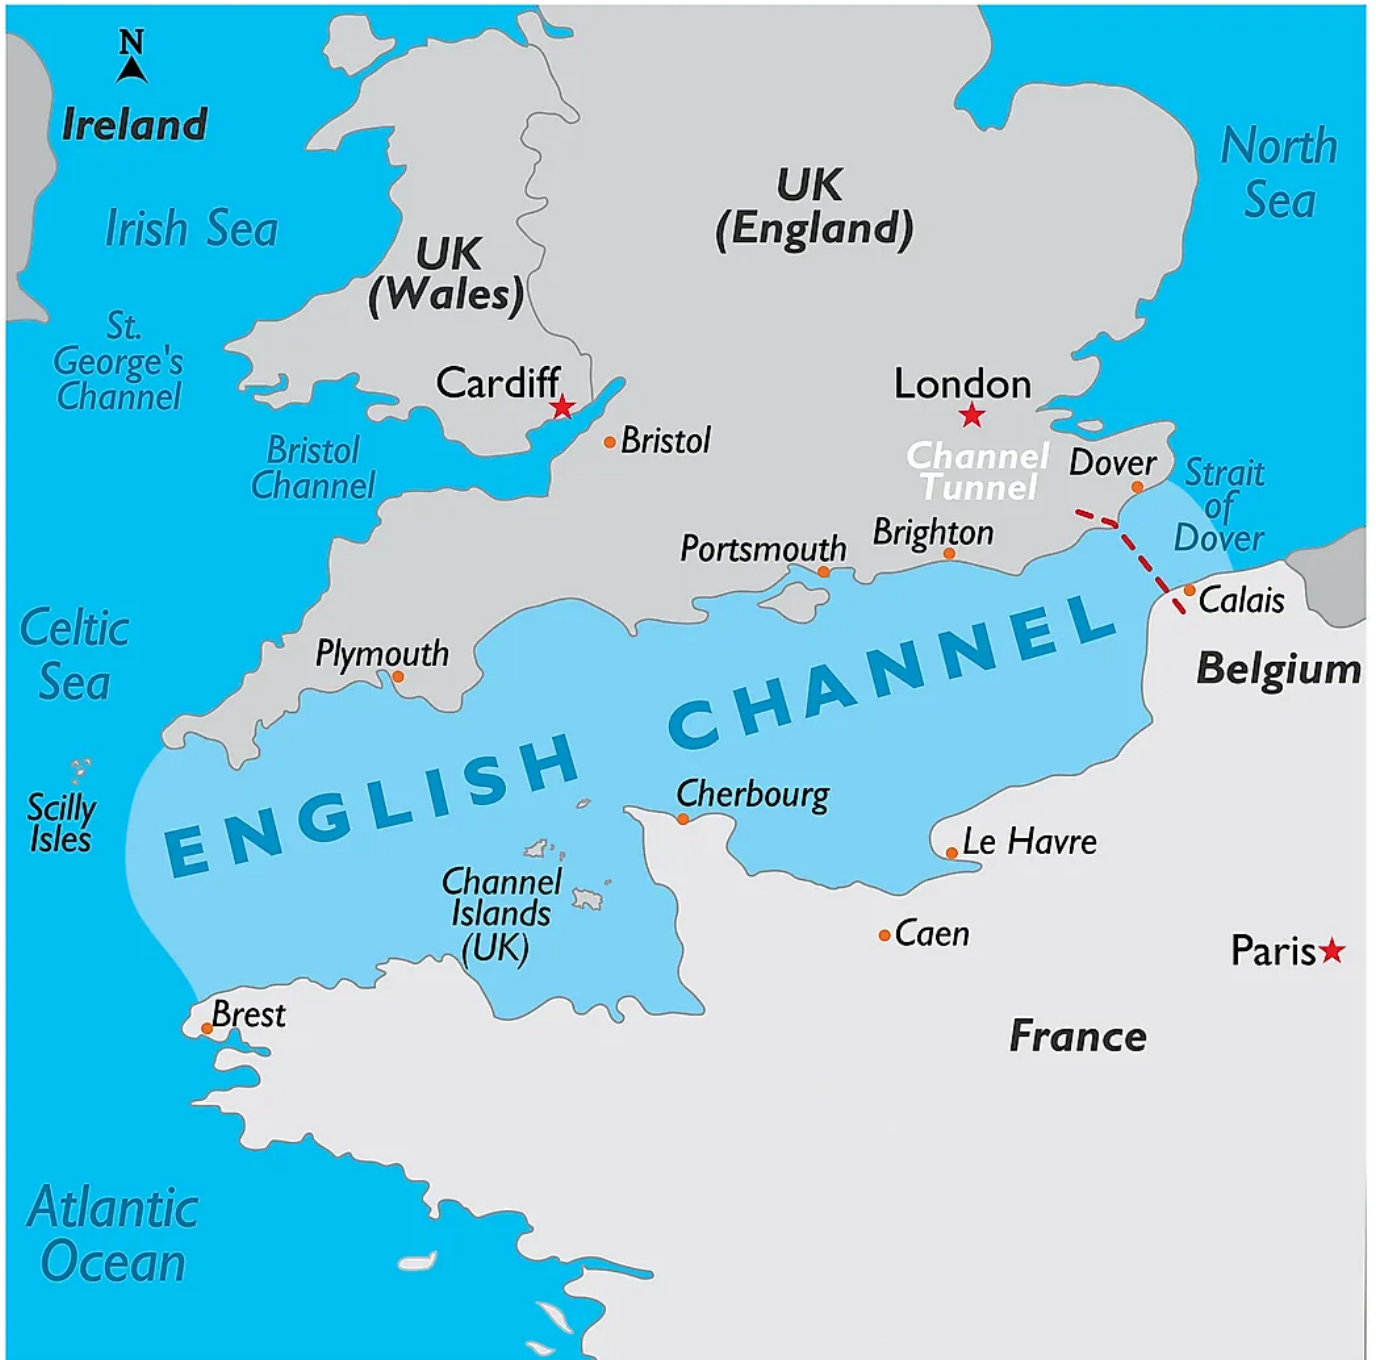 N
Ireland
North
Sea
UK
(England)
Irish Sea
UK
(Wales)
St.
George's
Channel
Cardiff
London
Bristol
Bristol
Channel
Channel
Tunnel
Dover
Strait
of
Dover
Portsmouth
Brighton
Calais
Celtic
Sea
Plymouth
Belgium
ENGLISH CHANNEL
Scilly
Isles
Cherbourg
Le Havre
Channel
Islands
(UK)
Caen
Paris
Brest
France
Atlantic
Ocean